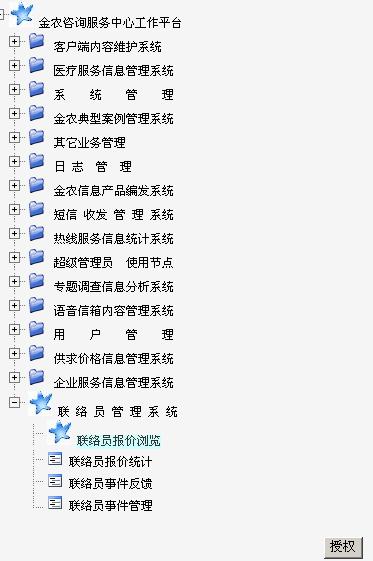 金农咨询服务中心工作平台
客户端内容维护系统
医疗服务信息管理系统
系 统 管 理
金农典型案例管理系统
其它业务管理
日 志 管 理
金农信息产品编发系统
短信 收发 管 理 系统
热线服务信息统计系统
超级管理员 使用节点
专题调查信息分析系统
语音信箱内容管理系统
用 户 管 理
供求价格信息管理系统
企业服务信息管理系统
联 络 员 管 理 系 统
联络员报价浏览
联络员报价统计
联络员事件反馈
联络员事件管理
授权